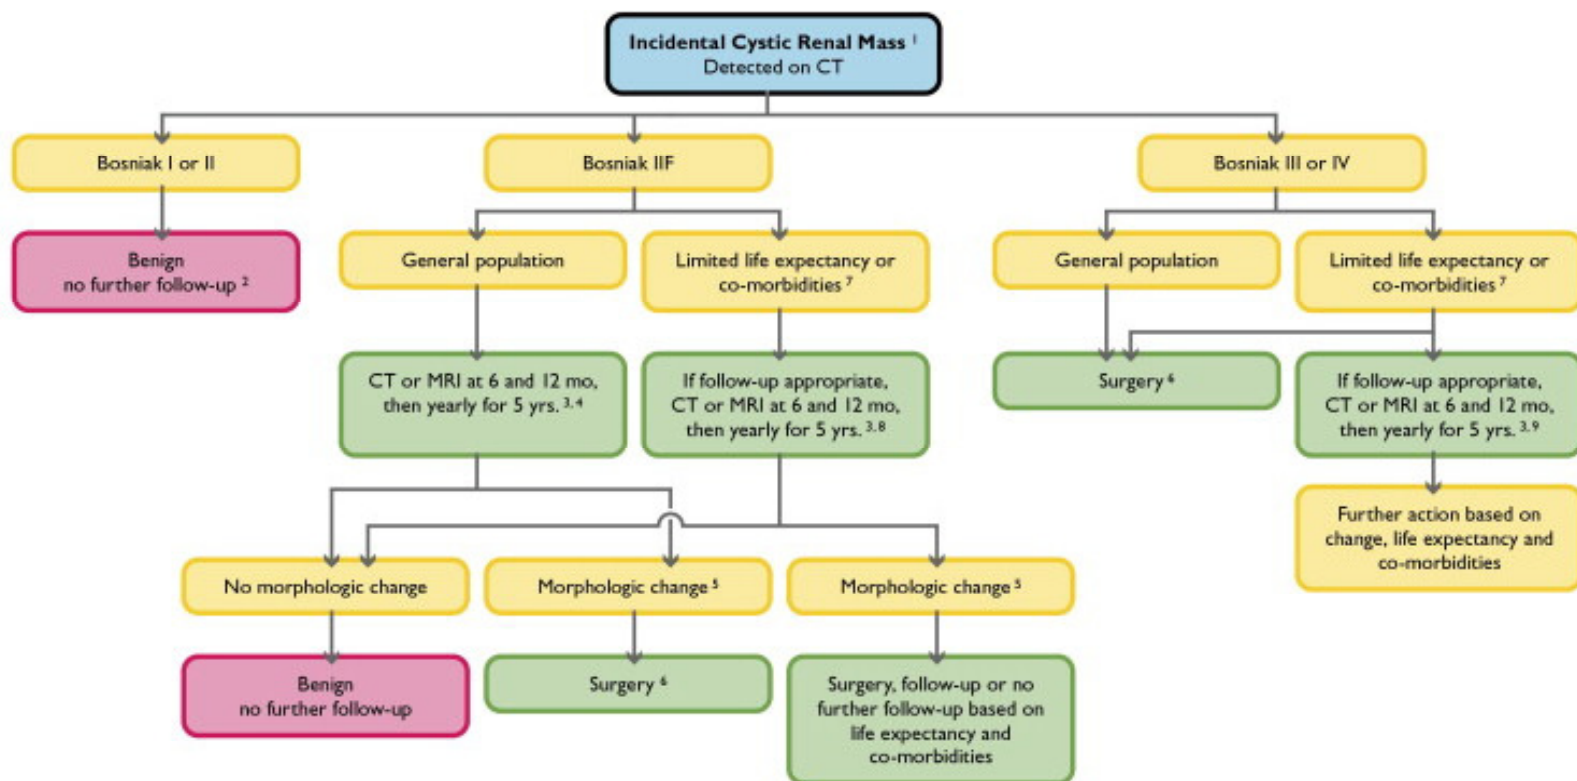 Incidental Cystic Renal Mass 1
Detected on CT
Bosniak I or II
Bosniak IIF
Bosniak III or IV
Benign
no further follow-up 2
General population
Limited life expectancy or
co-morbidities 7
General population
Limited life expectancy or
co-morbidities 7
CT or MRI at 6 and 12 mo,
then yearly for 5 yrs. 3, 4
If follow-up appropriate,
CT or MRI at 6 and 12 mo,
then yearly for 5 yrs. 3, 8
Surgery 6
If follow-up appropriate,
CT or MRI at 6 and 12 mo,
then yearly for 5 yrs. 3, 9
Further action based on
change, life expectancy and
co-morbidities
No morphologic change
Morphologic change 5
Morphologic change 5
Benign
no further follow-up
Surgery 6
Surgery, follow-up or no
further follow-up based on
life expectancy and
co-morbidities